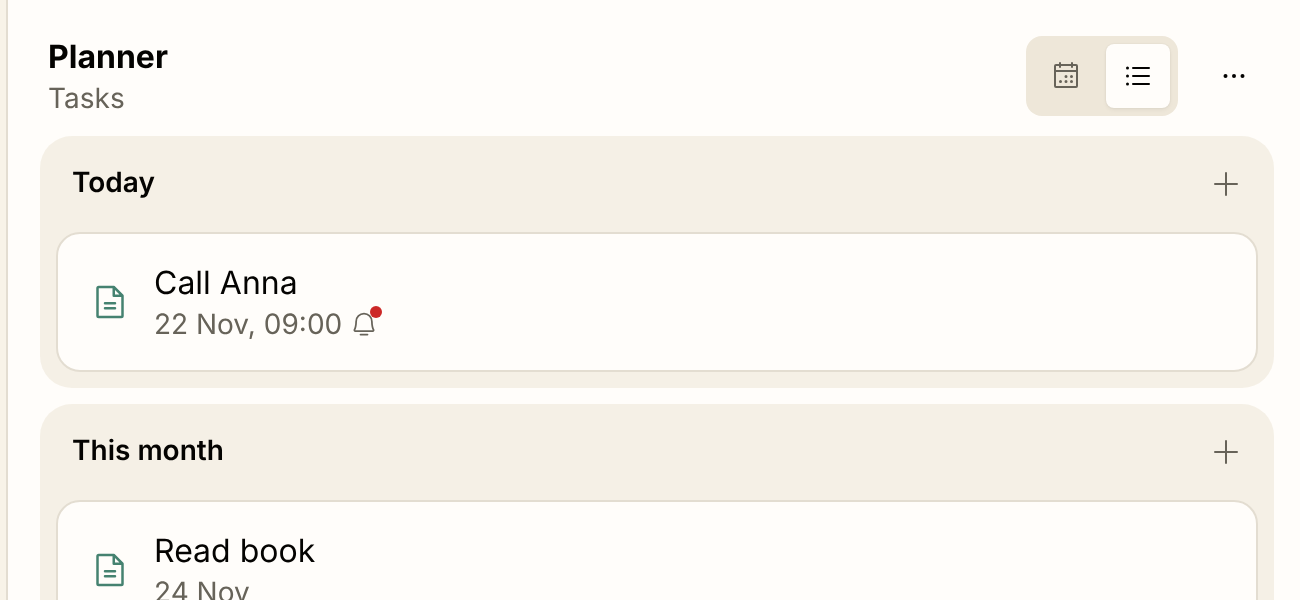 Planner
Tasks
Today
Call Anna
22 Nov, 09:00
This month
Read book
24 Nov